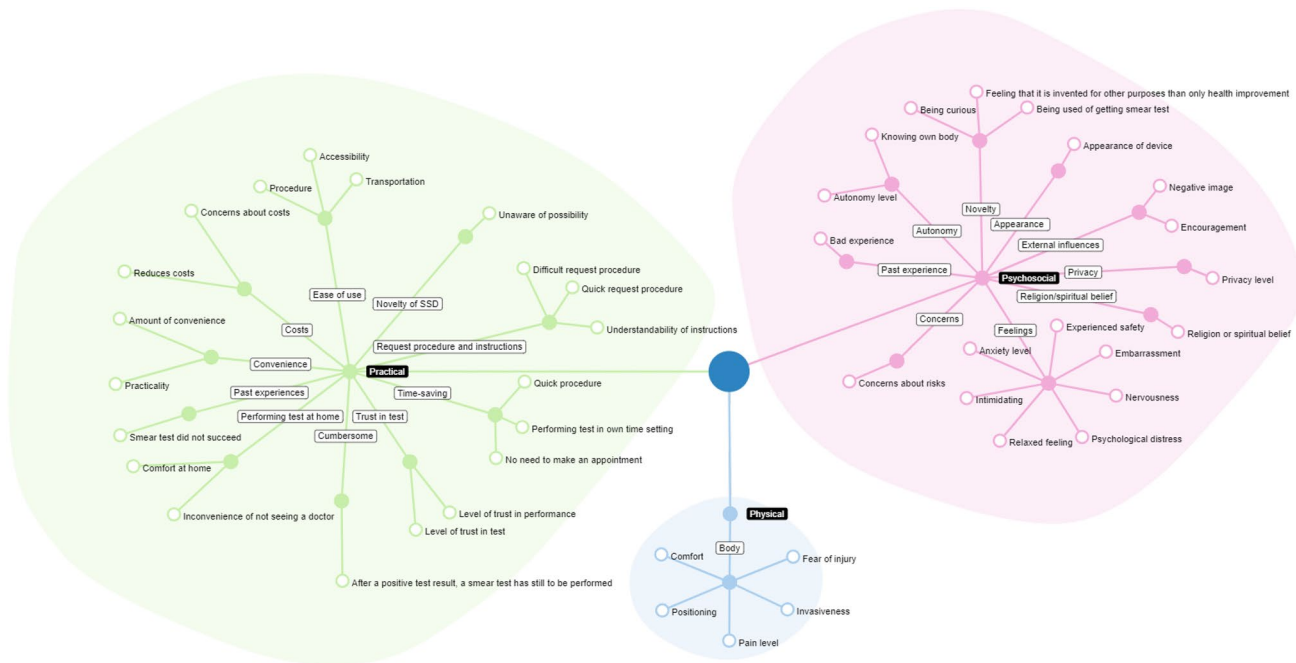 Feeling that it is invented for other purposes than only health improvement
Being curious
Being used of getting smear test
Knowing own body
Appearance of device
Accessibility
Procedure
Transportation
Negative image
Autonomy level
Concerns about costs
Unaware of possibility
Novelty
Appearance
Encouragement
Autonomy
Bad experience
External influences
Past experience
Psychosocial
Privacy
Privacy level
Reduces costs
Difficult request procedure
Quick request procedure
Ease of use
Novelty of SSD
Religion/spiritual belief
Amount of convenience
Concerns
Costs
Understandability of instructions
Feelings
Experienced safety
Religion or spiritual belief
Request procedure and instructions
Anxiety level
Embarrassment
Convenience
Practical
Practicality
Quick procedure
Concerns about risks
Past experiences
Time-saving
Intimidating
Nervousness
Performing test at home
Trust in test
Performing test in own time setting
Smear test did not succeed
Cumbersome
Relaxed feeling
Psychological distress
No need to make an appointment
Comfort at home
Inconvenience of not seeing a doctor
Level of trust in performance
Physical
Level of trust in test
Body
Comfort
Fear of injury
After a positive test result, a smear test has still to be performed
Positioning
Invasiveness
Pain level